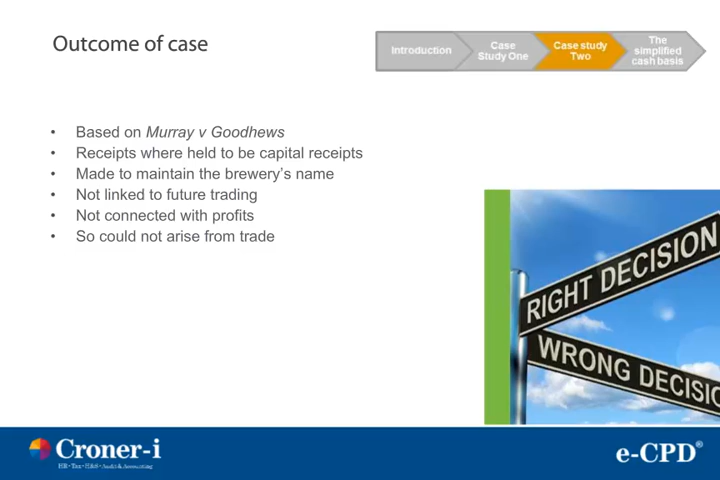 Outcome of case
Introduction
Case
Study One
Case study
Two
The
simplified
cash basis
• Based on Murray v Goodhews
• Receipts where held to be capital receipts
• Made to maintain the brewery's name
• Not linked to future trading
• Not connected with profits
• So could not arise from trade
RIGHT DECISION
WRONG DECISIO
Croner-i
HR • Tax • H&S • Audit & Accounting
e-CPD®